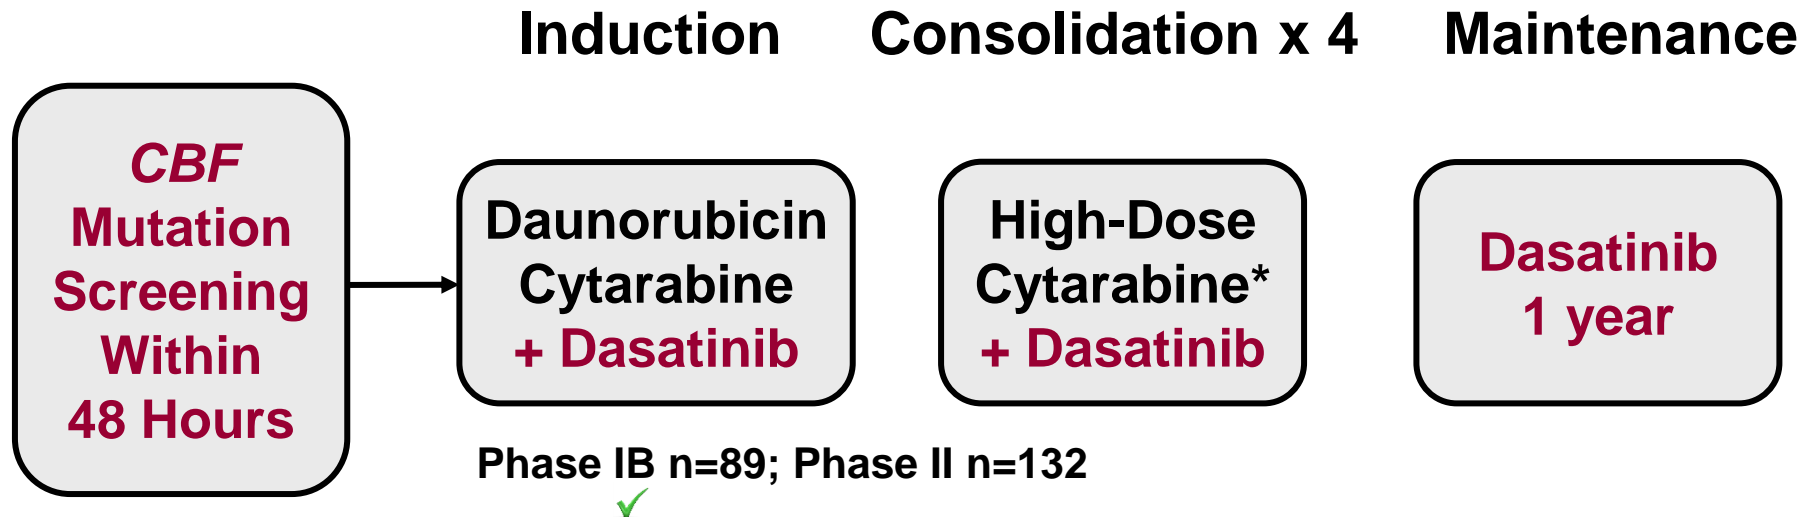 Induction
Consolidation x 4
Maintenance
CBF
Mutation
Screening
Within
48 Hours
Daunorubicin
Cytarabine
+ Dasatinib
High-Dose
Cytarabine*
+ Dasatinib
Dasatinib
1 year
Phase IB n=89; Phase II n=132